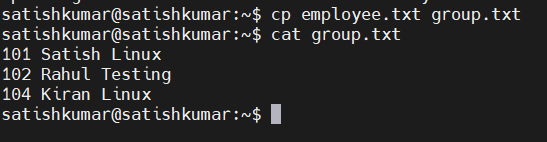 satishkumar@satishkumar:~$ cp employee.txt group.txt
satishkumar@satishkumar:~$ cat group.txt
101 Satish Linux
102 Rahul Testing
104 Kiran Linux
satishkumar@satishkumar:~$